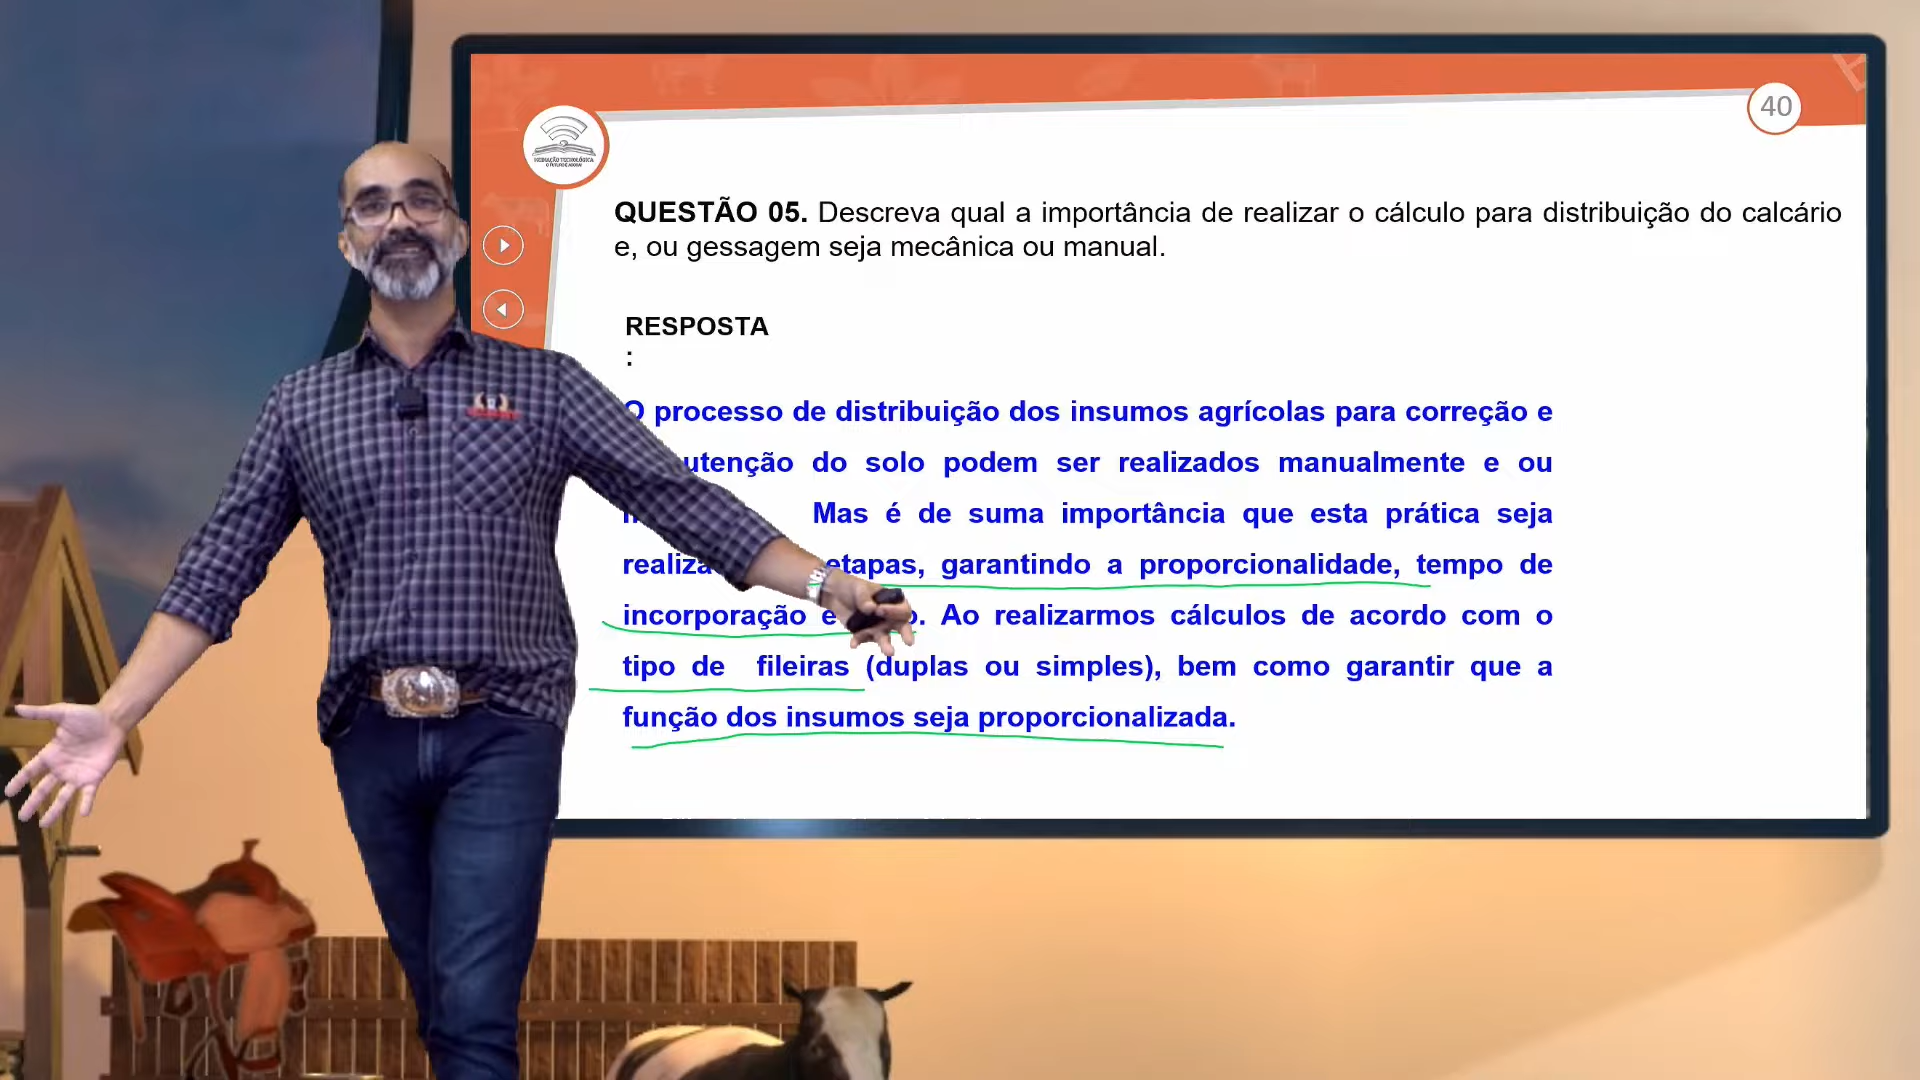 40
MEDIAÇÃO TECNOLÓGICA
QUESTÃO 05. Descreva qual a importância de realizar o cálculo para distribuição do calcário
e, ou gessagem seja mecânica ou manual.
RESPOSTA
:
O processo de distribuição dos insumos agrícolas para correção e
utenção do solo podem ser realizados manualmente e ou
Mas é de suma importância que esta prática seja
realiza etapas, garantindo a proporcionalidade, tempo de
incorporação e . Ao realizarmos cálculos de acordo com o
tipo de fileiras (duplas ou simples), bem como garantir que a
função dos insumos seja proporcionalizada.